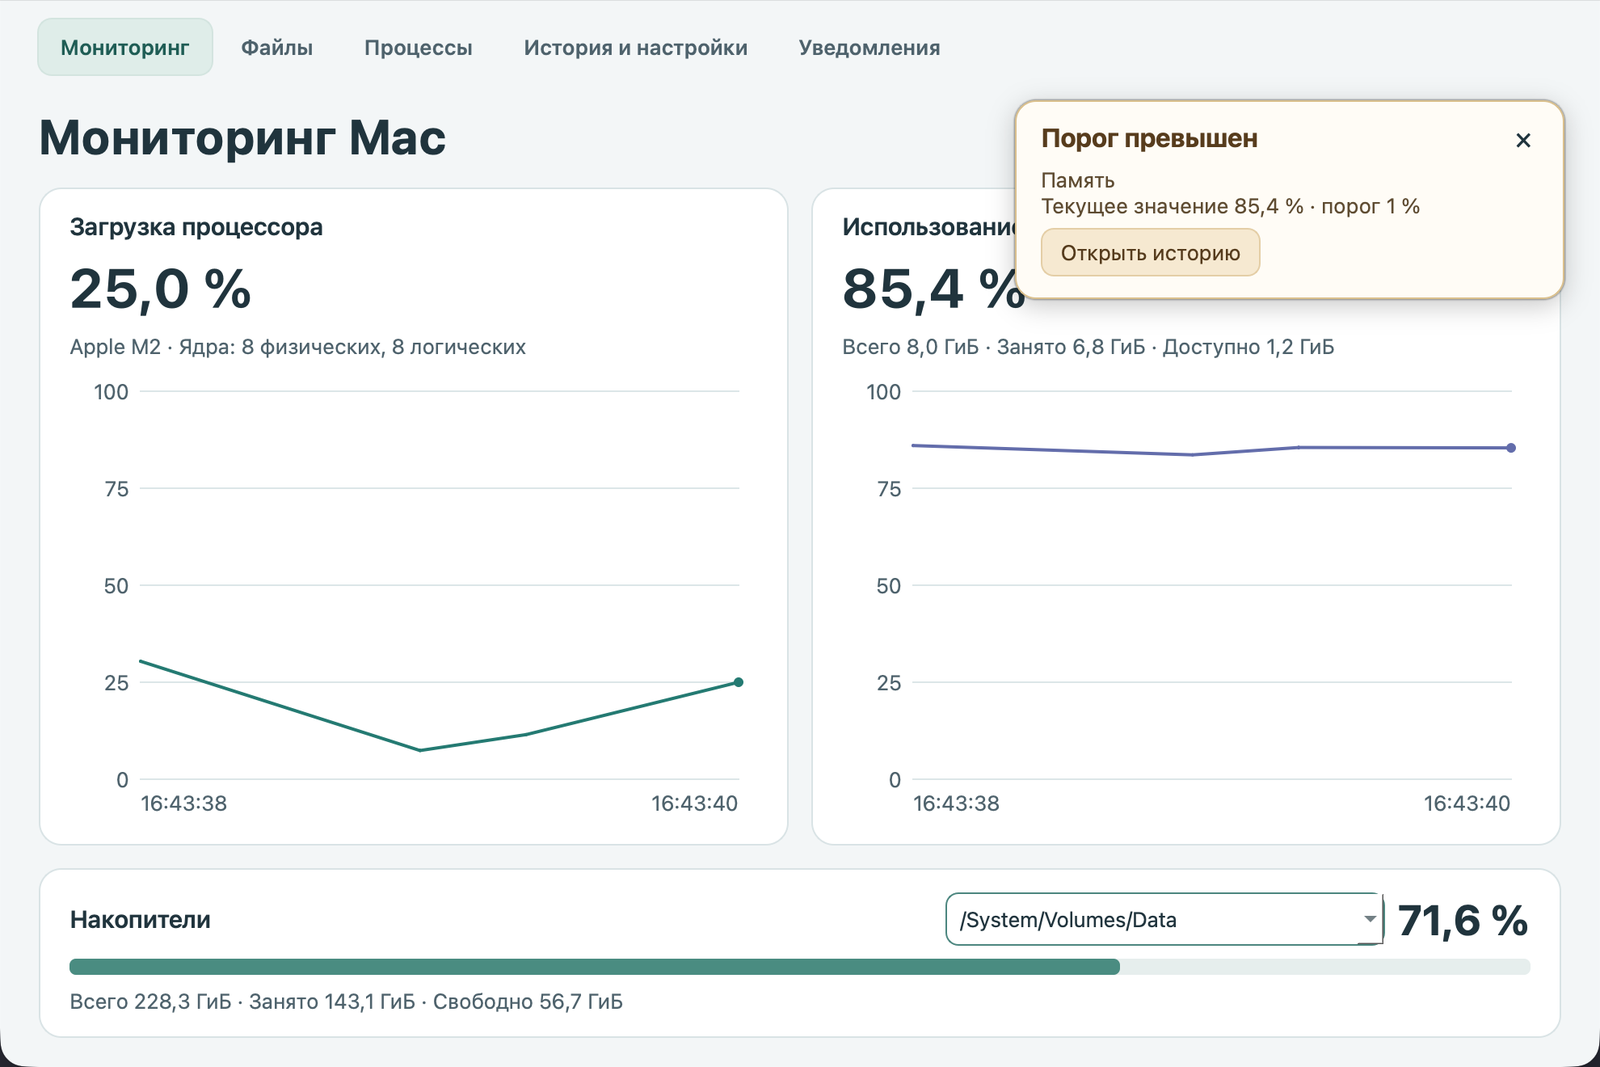 Мониторинг Файлы Процессы История и настройки Уведомления
Мониторинг Mac
Порог превышен
Память
Текущее значение 85,4 % · порог 1 %
Открыть историю
Загрузка процессора
25,0 %
Apple M2 · Ядра: 8 физических, 8 логических
100
75
50
25
0
16:43:38 16:43:40
Использование
85,4 %
Всего 8,0 ГиБ · Занято 6,8 ГиБ · Доступно 1,2 ГиБ
100
75
50
25
0
16:43:38 16:43:40
Накопители /System/Volumes/Data 71,6 %
Всего 228,3 ГиБ · Занято 143,1 ГиБ · Свободно 56,7 ГиБ